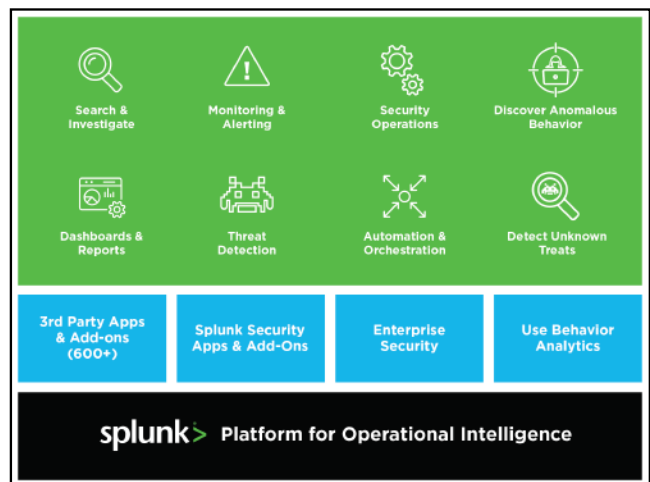 Search &
Investigate
Monitoring &
Alerting
Security
Operations
Discover Anomalous
Behavior
Dashboards &
Reports
Threat
Detection
Automation &
Orchestration
Detect Unknown
Treats
3rd Party Apps
& Add-ons
(600+)
Splunk Security
Apps & Add-Ons
Enterprise
Security
Use Behavior
Analytics
splunk> Platform for Operational Intelligence